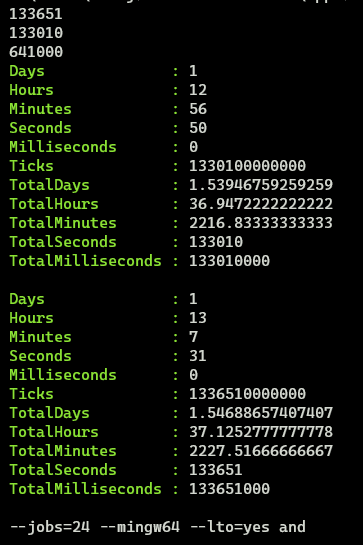 133651
133010
641000
Days : 1
Hours : 12
Minutes : 56
Seconds : 50
Milliseconds : 0
Ticks : 1330100000000
TotalDays : 1.53946759259259
TotalHours : 36.9472222222222
TotalMinutes : 2216.83333333333
TotalSeconds : 133010
TotalMilliseconds : 133010000
Days : 1
Hours : 13
Minutes : 7
Seconds : 31
Milliseconds : 0
Ticks : 1336510000000
TotalDays : 1.54688657407407
TotalHours : 37.1252777777778
TotalMinutes : 2227.51666666667
TotalSeconds : 133651
TotalMilliseconds : 133651000
--jobs=24 --mingw64 --lto=yes and